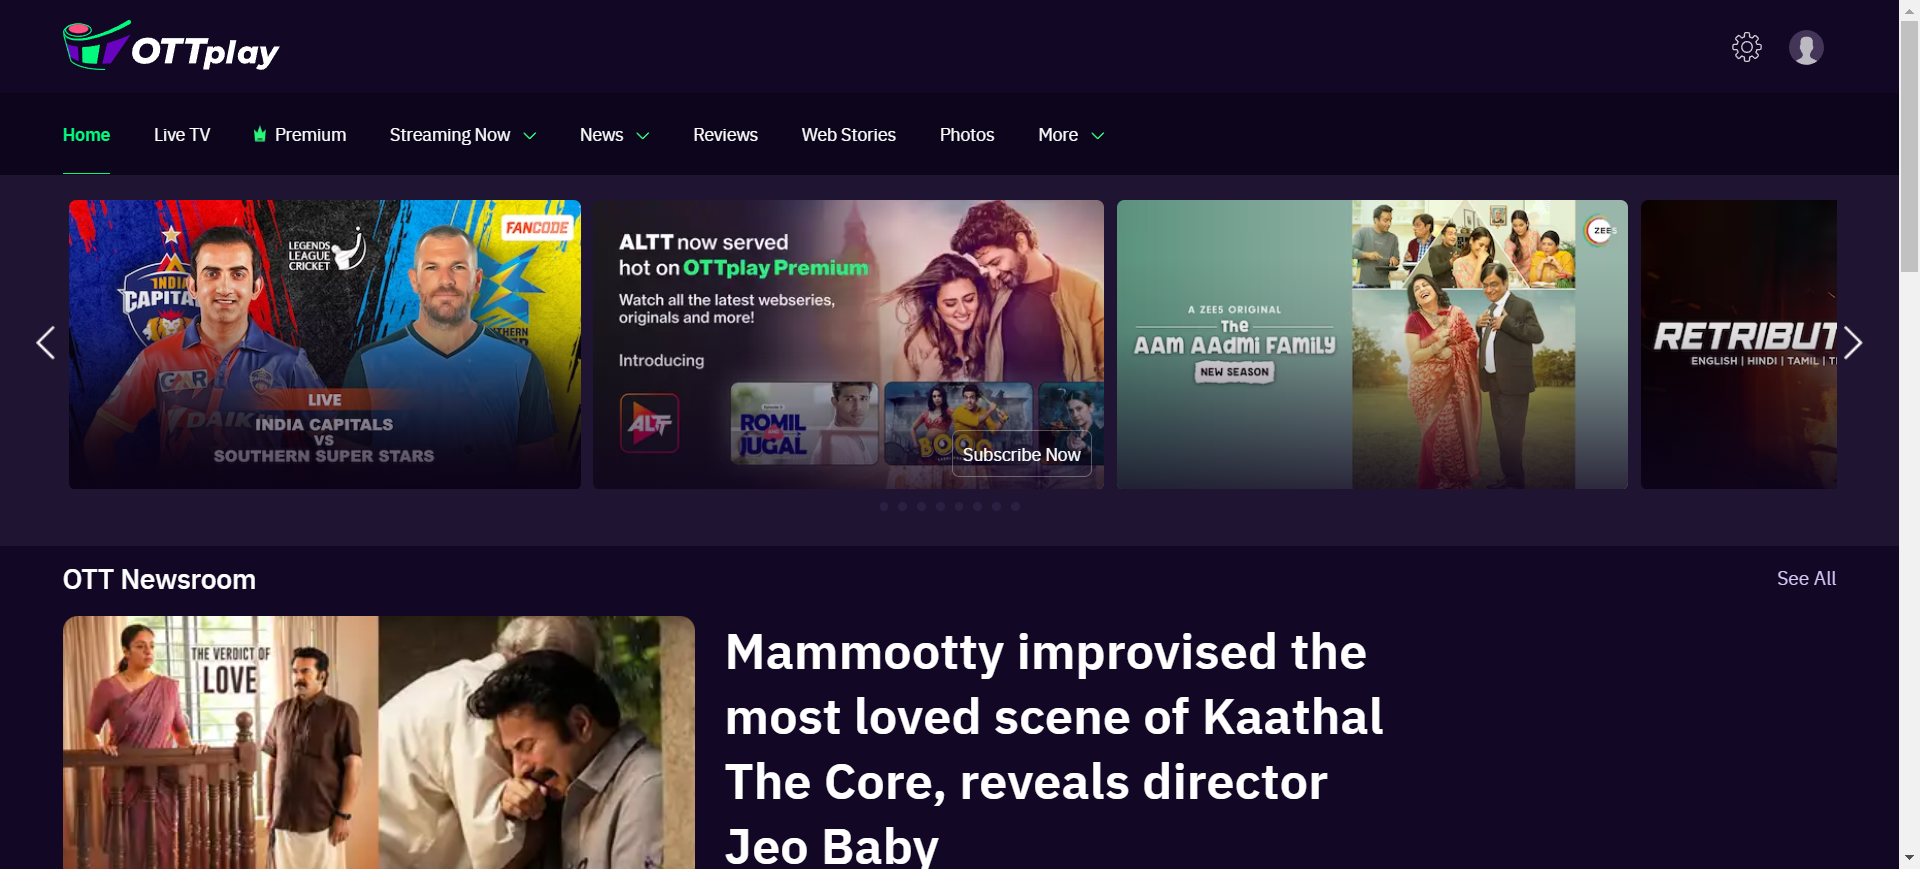 OTTplay
Home
Live TV
Premium
Streaming Now
News
Reviews
Web Stories
Photos
More
FANCODE
LEGENDS
LEAGUE
CRICKET
INDIA
GMR
DAIK
LIVE
INDIA CAPITALS
VS
SOUTHERN SUPER STARS
ALTT now served
hot on OTTplay Premium
Watch all the latest webseries,
originals and more!
Introducing
ALTT
ROMIL
JUGAL
Subscribe Now
ZEE5
A ZEE5 ORIGINAL
The
AAM AAdmi FAMILY
NEW SEASON
RETRIBUT
ENGLISH | HINDI | TAMIL | T
OTT Newsroom
See All
THE VERDICT OF
LOVE
Mammootty improvised the
most loved scene of Kaathal
The Core, reveals director
Jeo Baby